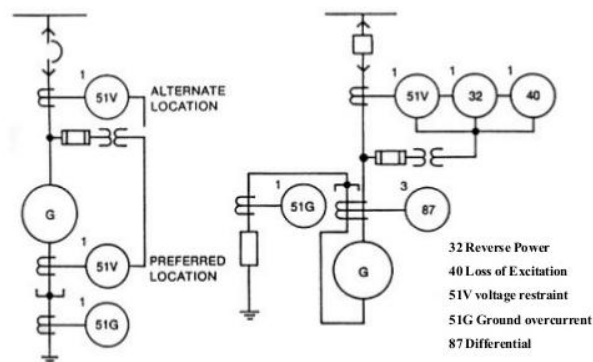 1
51V
ALTERNATE
LOCATION
G
1
51V
PREFERRED
LOCATION
1
51G
1
51V
1
32
1
40
1
51G
3
87
G
32 Reverse Power
40 Loss of Excitation
51V voltage restraint
51G Ground overcurrent
87 Differential